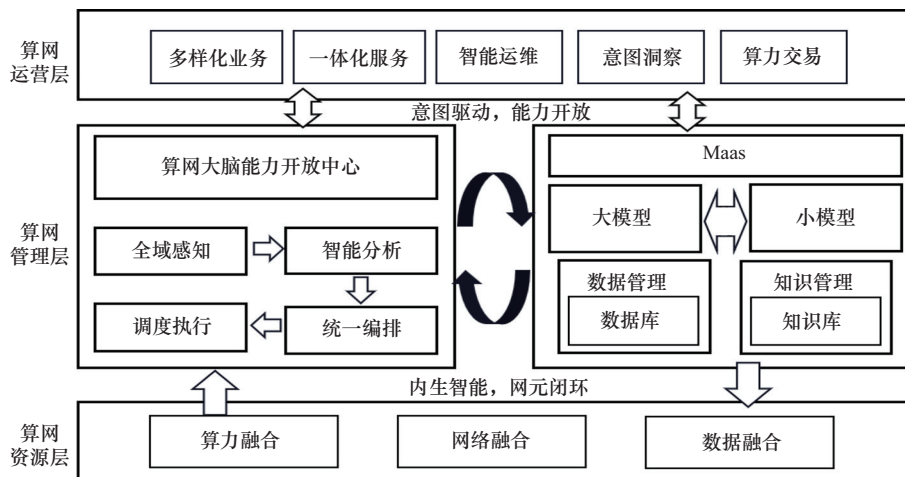 算网
运营层
多样化业务
一体化服务
智能运维
意图洞察
算力交易
意图驱动，能力开放
算网
管理层
算网大脑能力开放中心
全域感知
智能分析
调度执行
统一编排
Maas
大模型
小模型
数据管理
数据库
知识管理
知识库
内生智能，网元闭环
算网
资源层
算力融合
网络融合
数据融合